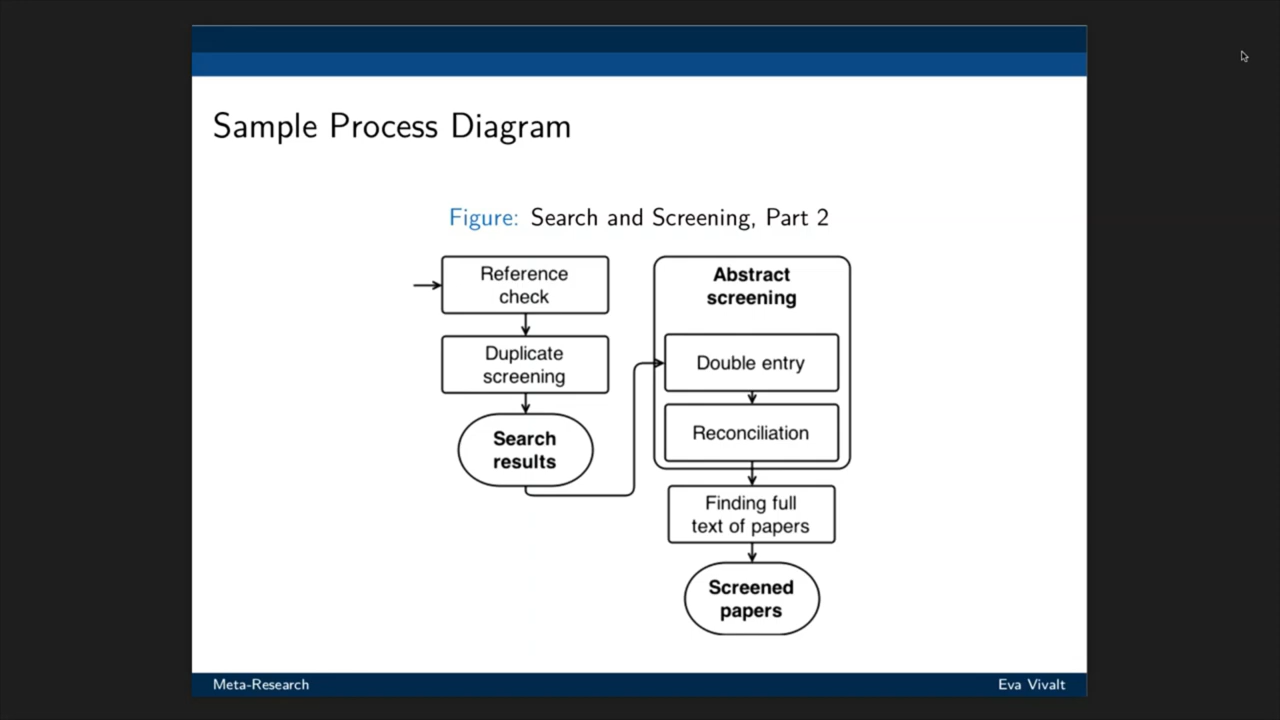 Sample Process Diagram
Figure: Search and Screening, Part 2
Reference
check
Duplicate
screening
Search
results
Abstract
screening
Double entry
Reconciliation
Finding full
text of papers
Screened
papers
Meta-Research
Eva Vivalt